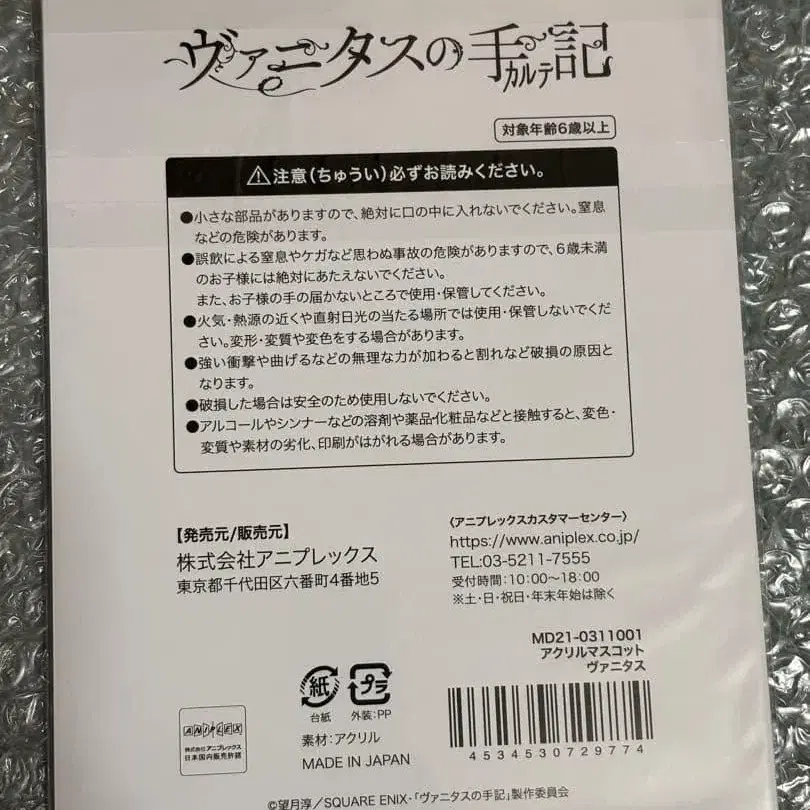 ヴァニタスの手記
カルテ
対象年齢6歳以上
⚠注意(ちゅうい)必ずお読みください。
●小さな部品がありますので、絶対に口の中に入れないでください。窒息
などの危険があります。
●誤飲による窒息やケガなど思わぬ事故の危険がありますので、6歳未満
のお子様には絶対にあたえないでください。
また、お子様の手の届かないところで使用・保管してください。
●火気・熱源の近くや直射日光の当たる場所では使用・保管しないでくだ
さい。変形・変質や変色をする場合があります。
●強い衝撃や曲げるなどの無理な力が加わると割れなど破損の原因と
なります。
●破損した場合は安全のため使用しないでください。
●アルコールやシンナーなどの溶剤や薬品・化粧品などと接触すると、変色・
変質や素材の劣化、印刷がはがれる場合があります。
【発売元/販売元】
株式会社アニプレックス
東京都千代田区六番町4番地5
〈アニプレックスカスタマーセンター〉
https://www.aniplex.co.jp/
TEL:03-5211-7555
受付時間:10:00〜18:00
※土・日・祝日・年末年始は除く
MD21-0311001
アクリルマスコット
ヴァニタス
紙
台紙
プラ
外装:PP
素材:アクリル
MADE IN JAPAN
ANIPLEX
株式会社アニプレックス
日本国内販売許諾
4534530729774
©望月淳/SQUARE ENIX・「ヴァニタスの手記」製作委員会